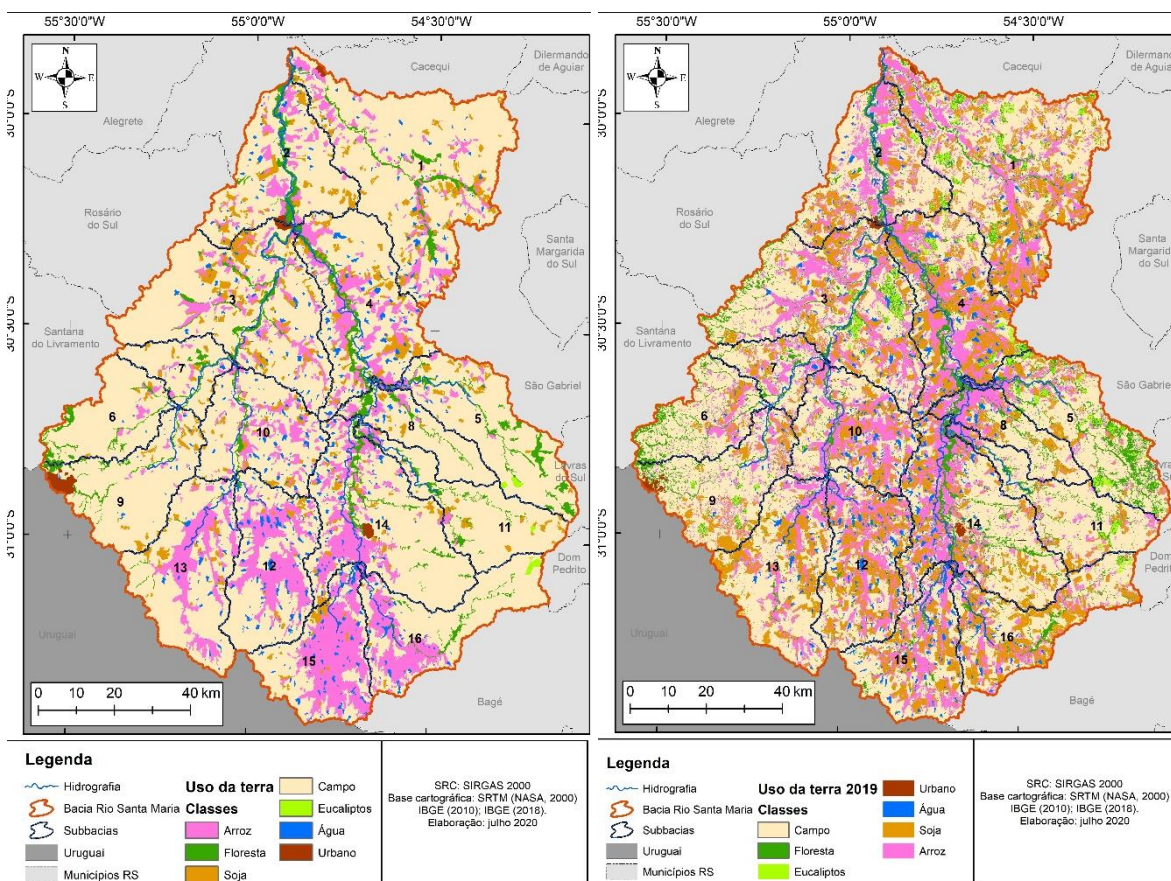 55°30'0"W 55°0'0"W 54°30'0"W
N
W E
S
Dilermando
de Aguiar
Cacequi
Alegrete
30°0'0"S
Rosário
do Sul
Santa
Margarida
do Sul
30°30'0"S
Santana
do Livramento
São Gabriel
Lavras
do Sul
31°0'0"S
Dom
Pedrito
Uruguai
Bagé
1
2
3
4
5
6
7
8
9
10
11
12
13
14
15
16
0 10 20 40 km
Legenda
Hidrografia
Bacia Rio Santa Maria
Subbacias
Uruguai
Municípios RS
Uso da terra
Classes
Arroz
Floresta
Soja
Campo
Eucaliptos
Água
Urbano
SRC: SIRGAS 2000
Base cartográfica: SRTM (NASA, 2000)
IBGE (2010); IBGE (2018).
Elaboração: julho 2020
55°30'0"W 55°0'0"W 54°30'0"W
N
W E
S
Dilermando
de Aguiar
Cacequi
Alegrete
30°0'0"S
Rosário
do Sul
Santa
Margarida
do Sul
30°30'0"S
Santana
do Livramento
São Gabriel
do Sul
31°0'0"S
Dom
Pedrito
Uruguai
Bagé
1
2
3
4
5
6
7
8
9
10
11
12
13
14
15
16
0 10 20 40 km
Legenda
Hidrografia
Bacia Rio Santa Maria
Subbacias
Uruguai
Municípios RS
Uso da terra 2019
Classes
Campo
Floresta
Eucaliptos
Urbano
Água
Soja
Arroz
SRC: SIRGAS 2000
Base cartográfica: SRTM (NASA, 2000)
IBGE (2010); IBGE (2018).
Elaboração: julho 2020